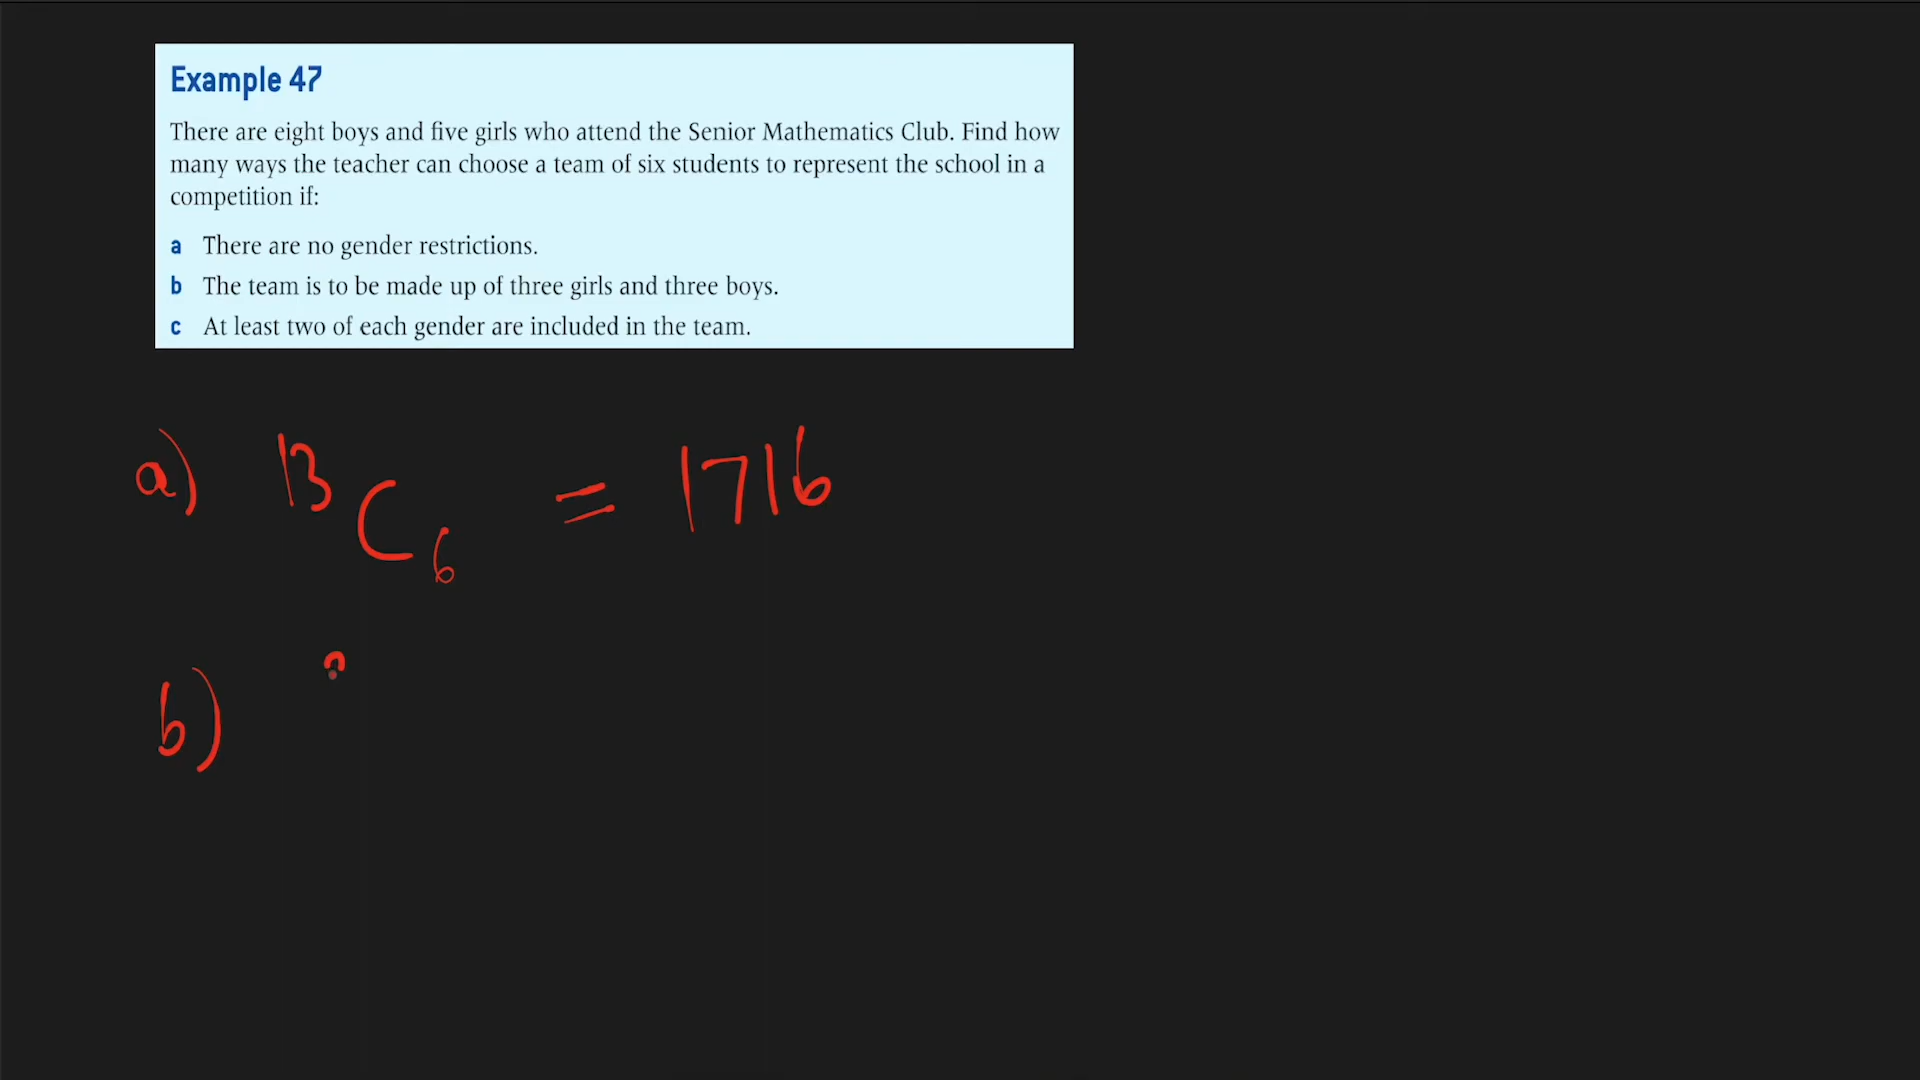 Example 47
There are eight boys and five girls who attend the Senior Mathematics Club. Find how
many ways the teacher can choose a team of six students to represent the school in a
competition if:
a There are no gender restrictions.
b The team is to be made up of three girls and three boys.
c At least two of each gender are included in the team.
a) 13 C 6 = 1716
b)